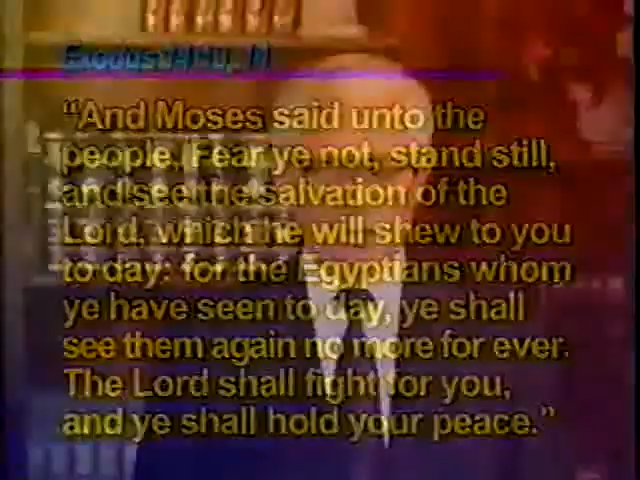 “And Moses said unto the
people, Fear ye not, stand still,
and see the salvation of the
Lord, which he will shew to you
to day: for the Egyptians whom
ye have seen to day, ye shall
see them again no more for ever.
The Lord shall fight for you,
and ye shall hold your peace.”